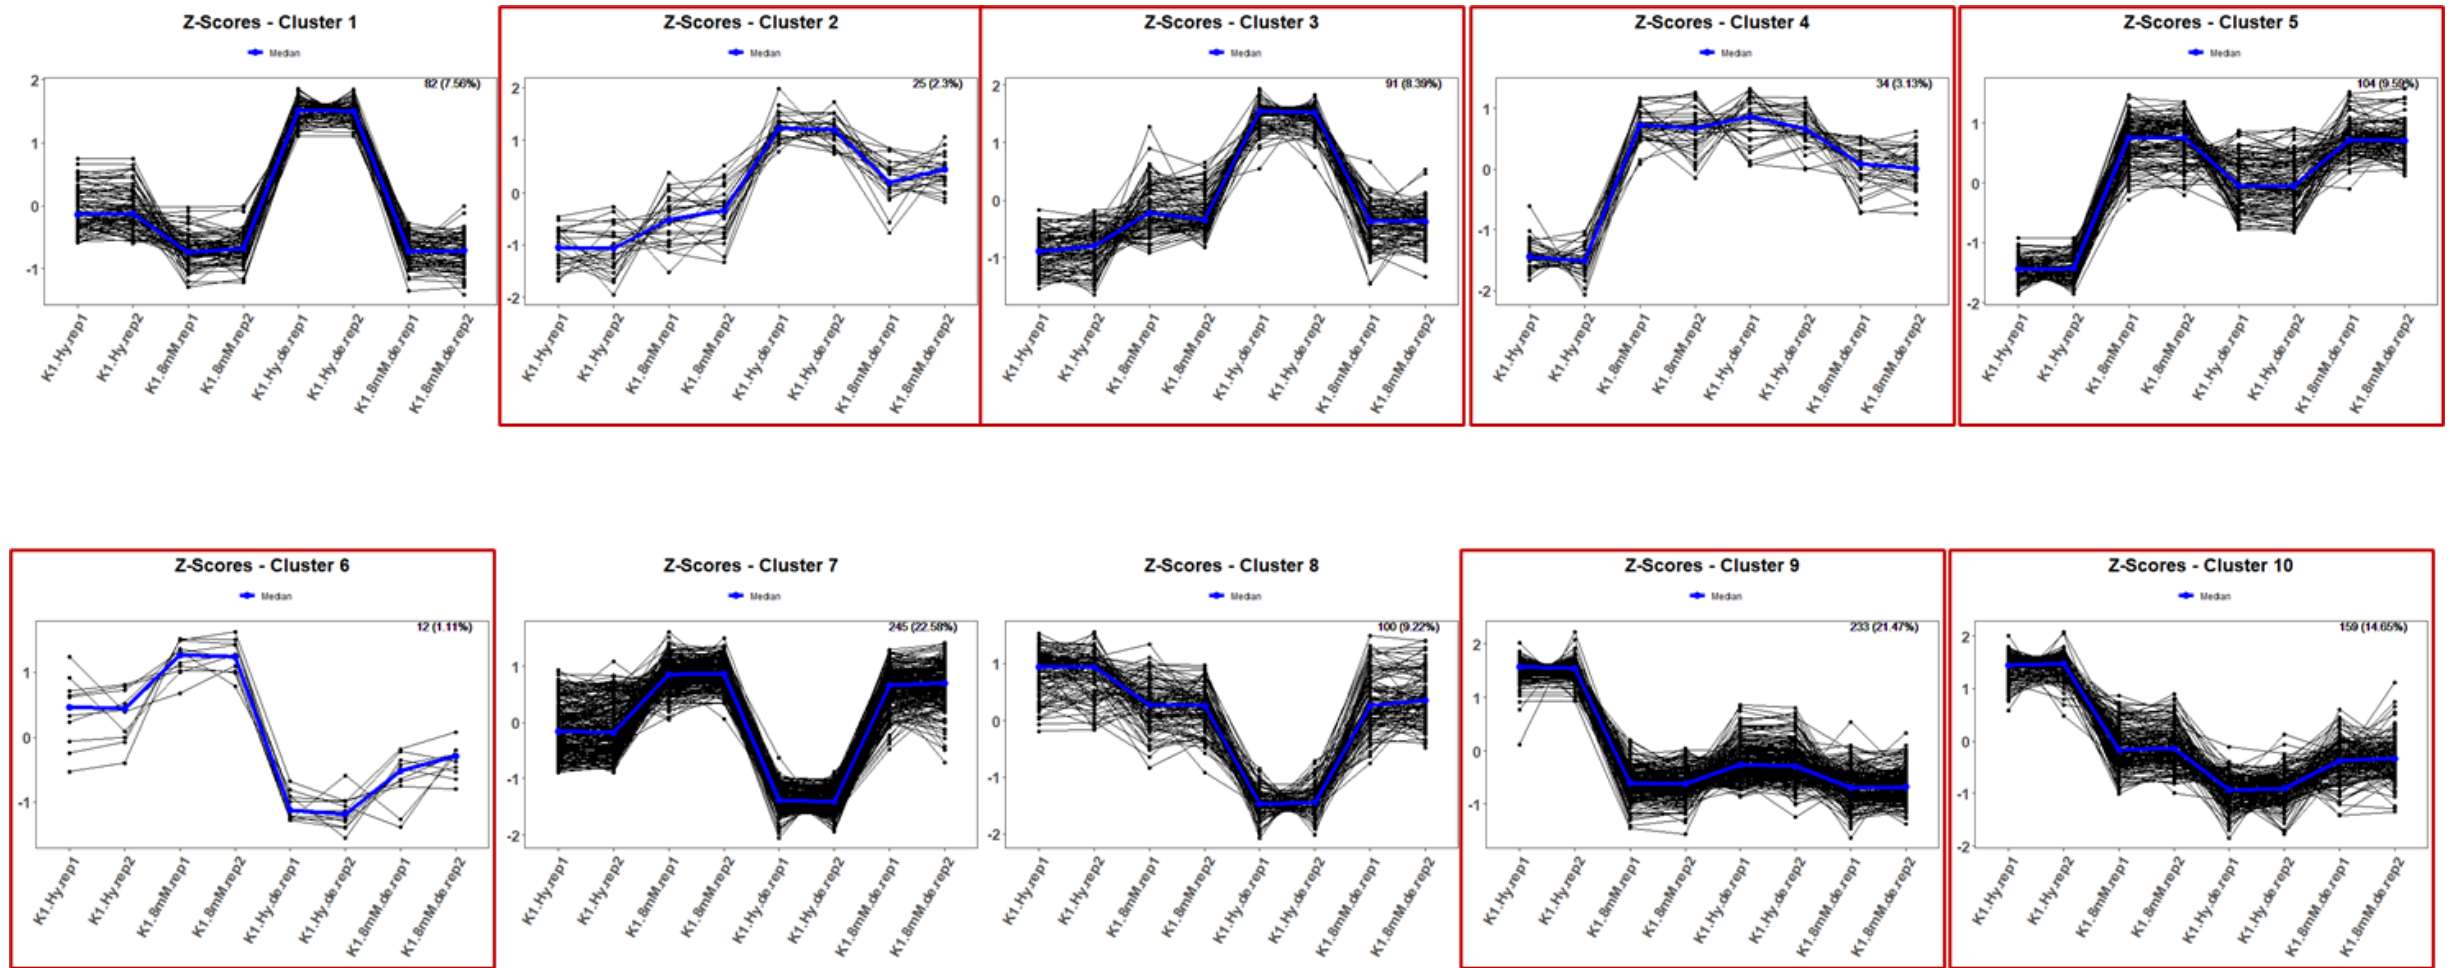 Z-Scores - Cluster 1
Median
82 (7.56%)
2
1
0
-1
K1.Hy.rep1
K1.Hy.rep2
K1.8mM.rep1
K1.8mM.rep2
K1.Hy.de.rep1
K1.Hy.de.rep2
K1.8mM.de.rep1
K1.8mM.de.rep2
Z-Scores - Cluster 2
Median
25 (2.3%)
2
1
0
-1
-2
K1.Hy.rep1
K1.Hy.rep2
K1.8mM.rep1
K1.8mM.rep2
K1.Hy.de.rep1
K1.Hy.de.rep2
K1.8mM.de.rep1
K1.8mM.de.rep2
Z-Scores - Cluster 3
Median
91 (8.39%)
2
1
0
-1
K1.Hy.rep1
K1.Hy.rep2
K1.8mM.rep1
K1.8mM.rep2
K1.Hy.de.rep1
K1.Hy.de.rep2
K1.8mM.de.rep1
K1.8mM.de.rep2
Z-Scores - Cluster 4
Median
34 (3.13%)
1
0
-1
-2
K1.Hy.rep1
K1.Hy.rep2
K1.8mM.rep1
K1.8mM.rep2
K1.Hy.de.rep1
K1.Hy.de.rep2
K1.8mM.de.rep1
K1.8mM.de.rep2
Z-Scores - Cluster 5
Median
104 (9.59%)
1
0
-1
-2
K1.Hy.rep1
K1.Hy.rep2
K1.8mM.rep1
K1.8mM.rep2
K1.Hy.de.rep1
K1.Hy.de.rep2
K1.8mM.de.rep1
K1.8mM.de.rep2
Z-Scores - Cluster 6
Median
12 (1.11%)
1
0
-1
K1.Hy.rep1
K1.Hy.rep2
K1.8mM.rep1
K1.8mM.rep2
K1.Hy.de.rep1
K1.Hy.de.rep2
K1.8mM.de.rep1
K1.8mM.de.rep2
Z-Scores - Cluster 7
Median
245 (22.58%)
1
0
-1
-2
K1.Hy.rep1
K1.Hy.rep2
K1.8mM.rep1
K1.8mM.rep2
K1.Hy.de.rep1
K1.Hy.de.rep2
K1.8mM.de.rep1
K1.8mM.de.rep2
Z-Scores - Cluster 8
Median
100 (9.22%)
1
0
-1
-2
K1.Hy.rep1
K1.Hy.rep2
K1.8mM.rep1
K1.8mM.rep2
K1.Hy.de.rep1
K1.Hy.de.rep2
K1.8mM.de.rep1
K1.8mM.de.rep2
Z-Scores - Cluster 9
Median
233 (21.47%)
2
1
0
-1
K1.Hy.rep1
K1.Hy.rep2
K1.8mM.rep1
K1.8mM.rep2
K1.Hy.de.rep1
K1.Hy.de.rep2
K1.8mM.de.rep1
K1.8mM.de.rep2
Z-Scores - Cluster 10
Median
159 (14.65%)
2
1
0
-1
-2
K1.Hy.rep1
K1.Hy.rep2
K1.8mM.rep1
K1.8mM.rep2
K1.Hy.de.rep1
K1.Hy.de.rep2
K1.8mM.de.rep1
K1.8mM.de.rep2